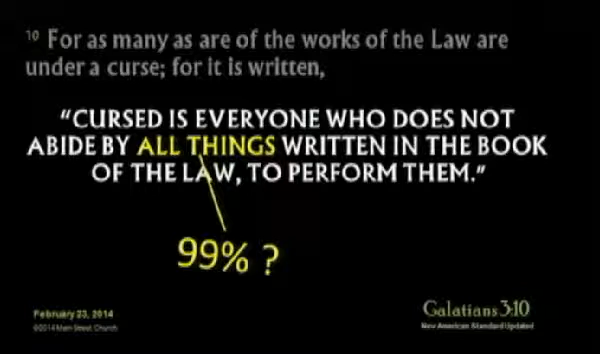 10 For as many as are of the works of the Law are
under a curse; for it is written,
“CURSED IS EVERYONE WHO DOES NOT
ABIDE BY ALL THINGS WRITTEN IN THE BOOK
OF THE LAW, TO PERFORM THEM.”
99% ?
February 23, 2014
©2014 Main Street Church
Galatians 3:10
New American Standard Updated